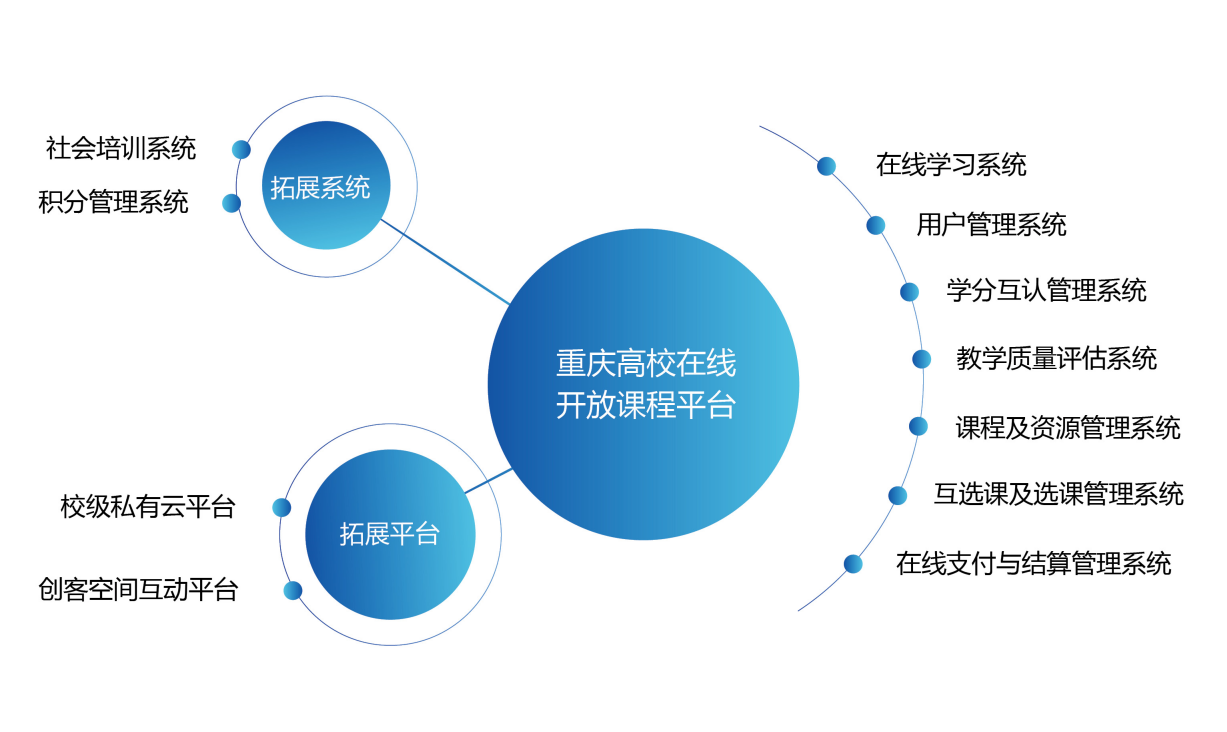 社会培训系统
积分管理系统
拓展系统
重庆高校在线
开放课程平台
校级私有云平台
创客空间互动平台
拓展平台
在线学习系统
用户管理系统
学分互认管理系统
教学质量评估系统
课程及资源管理系统
互选课及选课管理系统
在线支付与结算管理系统